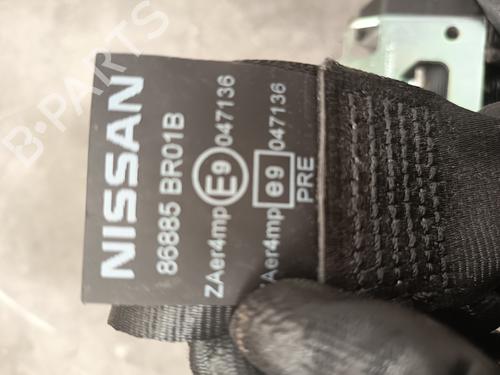 NISSAN
86885 BR01B
ZAer4mp E9 047136
ZAer4mp e9 047136
PRE
B-PARTS